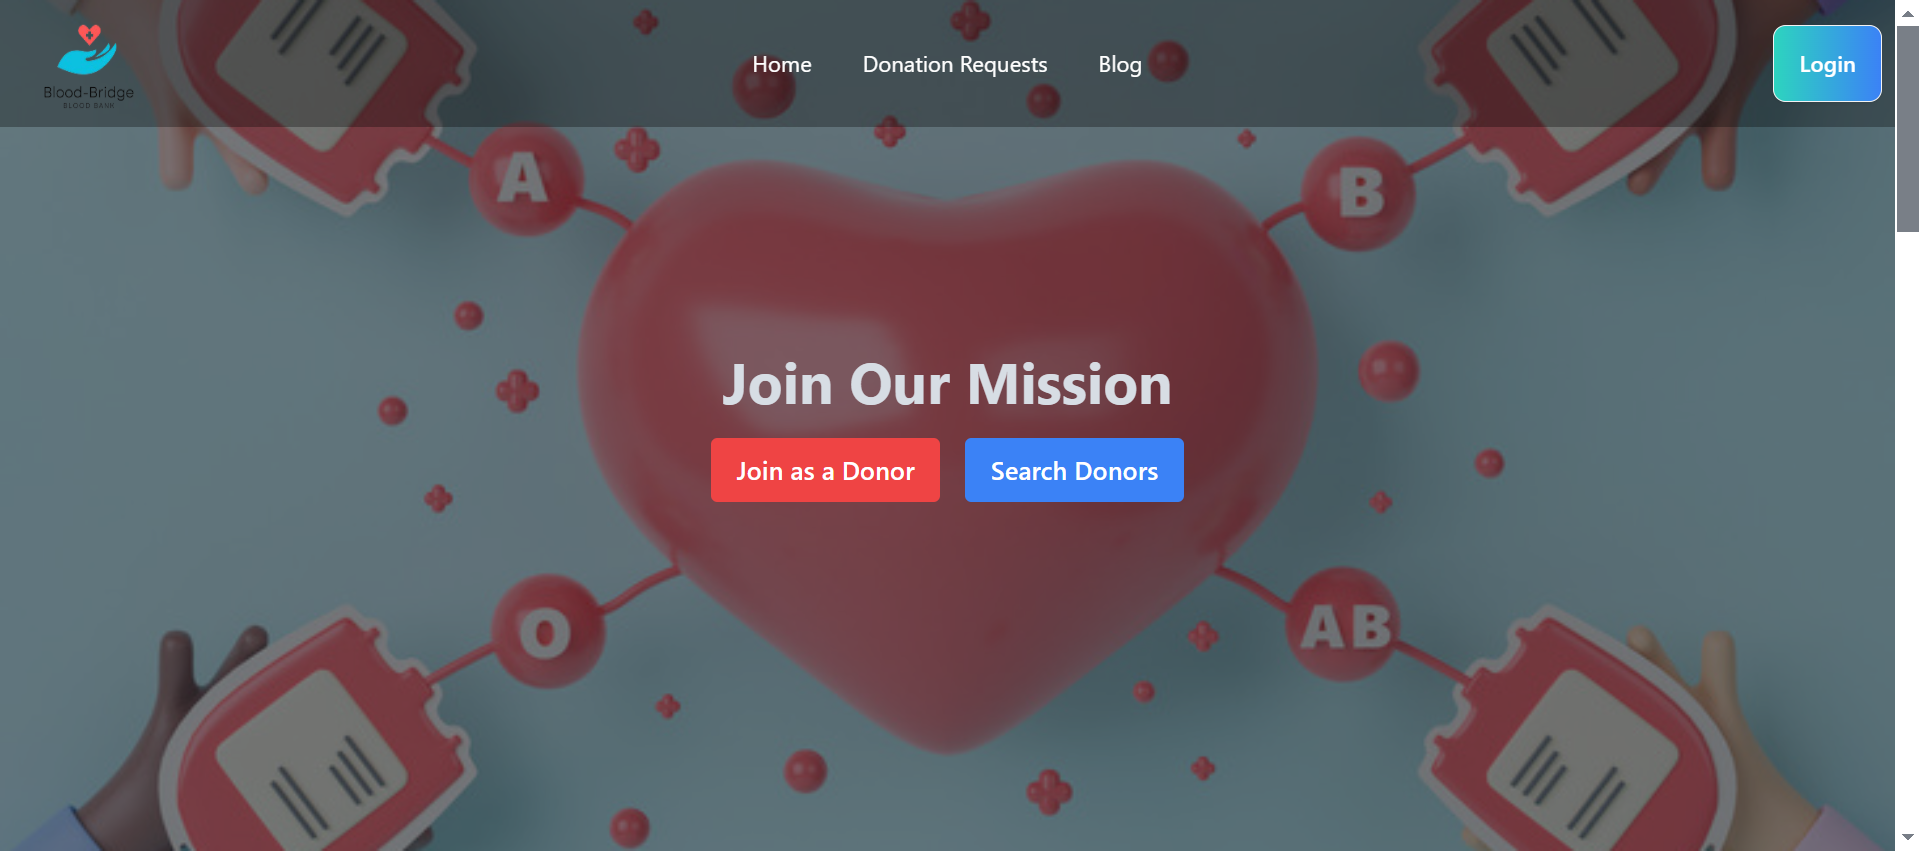 Blood-Bridge
BLOOD BANK
Home
Donation Requests
Blog
Login
A
B
Join Our Mission
Join as a Donor
Search Donors
O
AB